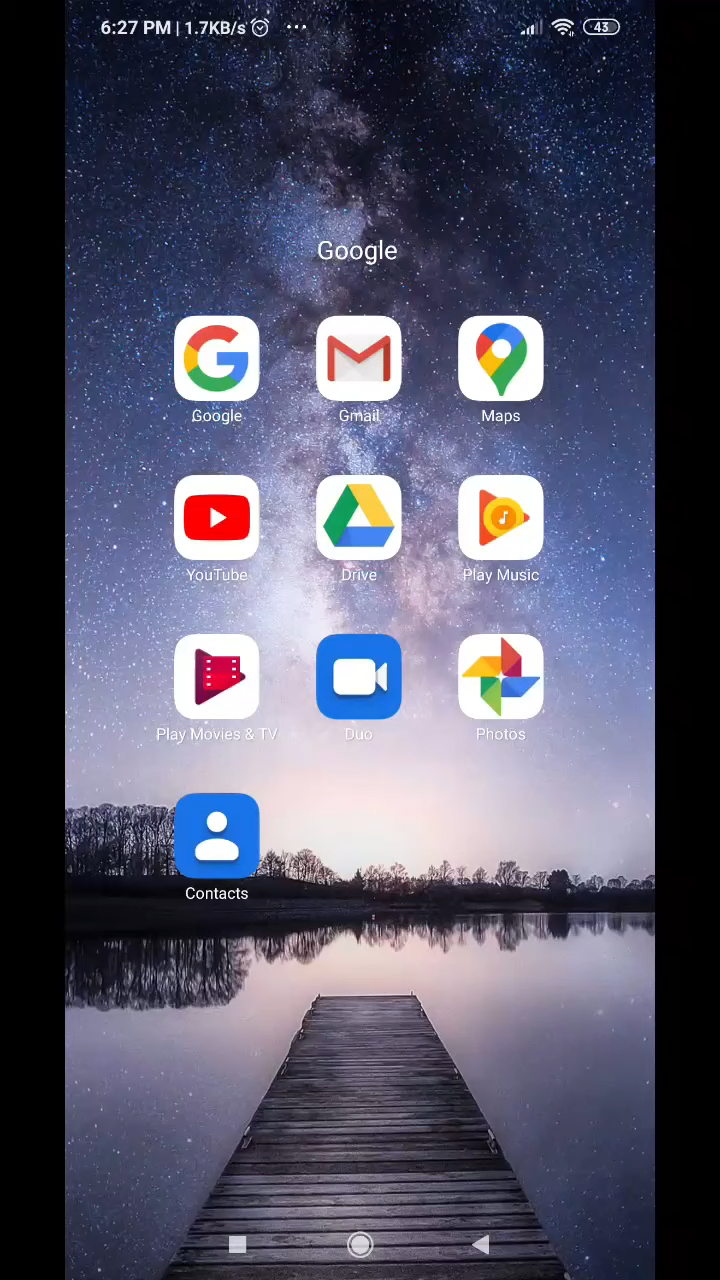 6:27 PM | 1.7KB/s ... 43
Google
Google Gmail Maps
YouTube Drive Play Music
Play Movies & TV Duo Photos
Contacts